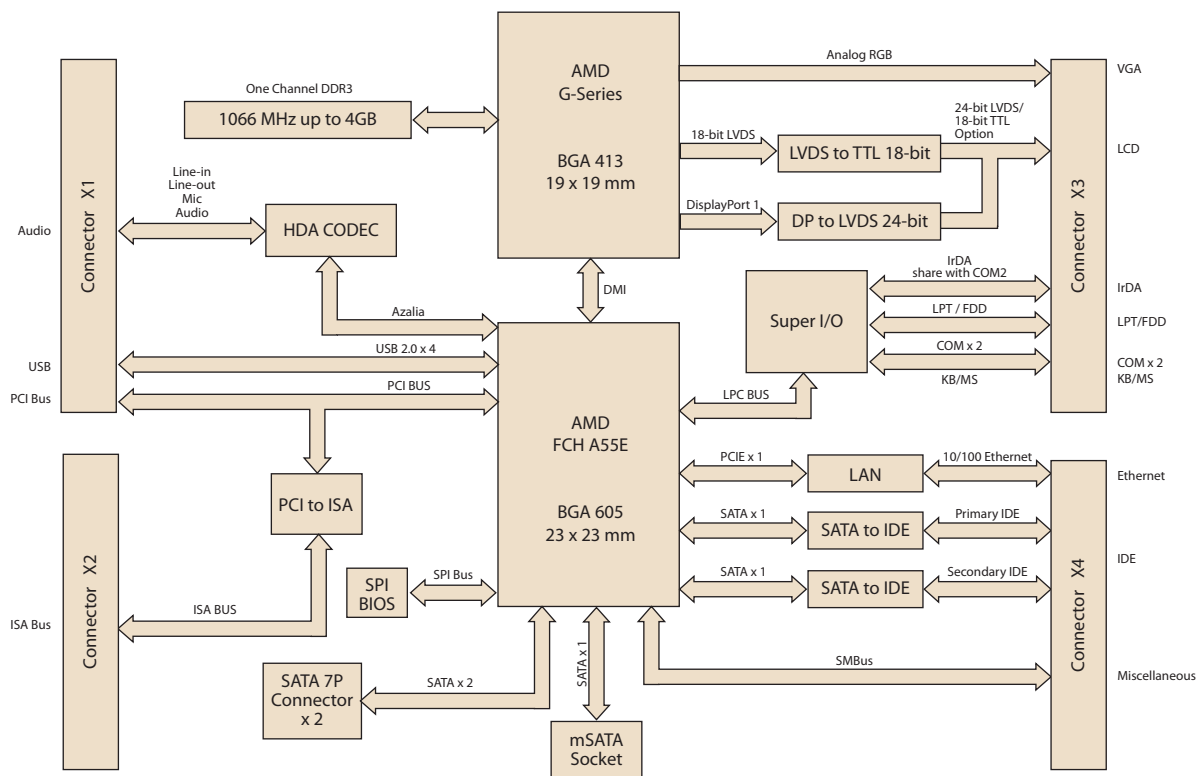 AMD
G-Series
BGA 413
19 x 19 mm
One Channel DDR3
1066 MHz up to 4GB
Analog RGB
VGA
18-bit LVDS
LVDS to TTL 18-bit
24-bit LVDS/
18-bit TTL
Option
LCD
DisplayPort 1
DP to LVDS 24-bit
Connector X1
Line-in
Line-out
Mic
Audio
Audio
HDA CODEC
Azalia
USB 2.0 x 4
USB
PCI BUS
PCI Bus
DMI
Super I/O
IrDA
share with COM2
IrDA
LPT / FDD
LPT/FDD
COM x 2
KB/MS
COM x 2
KB/MS
Connector X3
LPC BUS
AMD
FCH A55E
BGA 605
23 x 23 mm
PCI to ISA
Connector X2
ISA BUS
ISA Bus
SPI
BIOS
SPI Bus
SATA 7P
Connector
x 2
SATA x 2
SATA x 1
mSATA
Socket
PCIE x 1
LAN
10/100 Ethernet
Ethernet
SATA x 1
SATA to IDE
Primary IDE
IDE
SATA x 1
SATA to IDE
Secondary IDE
Connector X4
SMBus
Miscellaneous